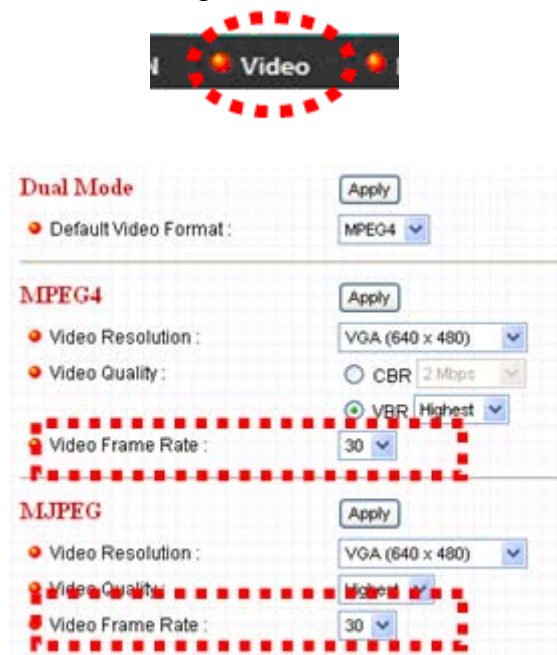 Video
Dual Mode Apply
Default Video Format : MPEG4
MPEG4 Apply
Video Resolution : VGA (640 x 480)
Video Quality : CBR 2 Mbps
VBR Highest
Video Frame Rate : 30
MJPEG Apply
Video Resolution : VGA (640 x 480)
Video Quality : Highest
Video Frame Rate : 30